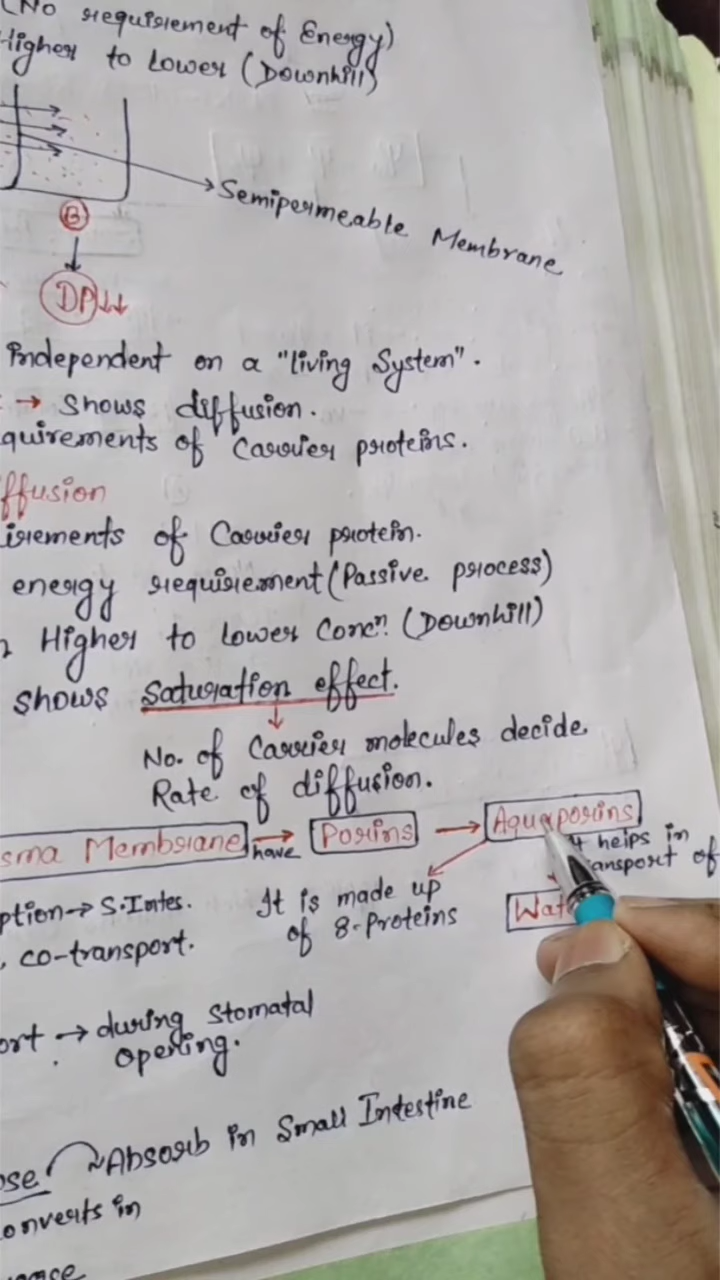 (No requirement of Energy)
Higher to Lower (Downhill)
Semipermeable Membrane
B
DP↓↓
independent on a "living System".
→ Shows diffusion.
quirements of Carrier proteins.
ffusion
irements of Carrier protein.
energy requirement (Passive process)
Higher to lower Concn. (Downhill)
shows Saturation effect.
No. of Carrier molecules decide
Rate of diffusion.
sma Membrane → have Porins → Aquaporins
helps in
ansport of
ption → S. Intes.
It is made up
of 8-Proteins
Wat
co-transport.
ort → during stomatal
opening.
ose ~Absorb in Small Intestine
onverts in